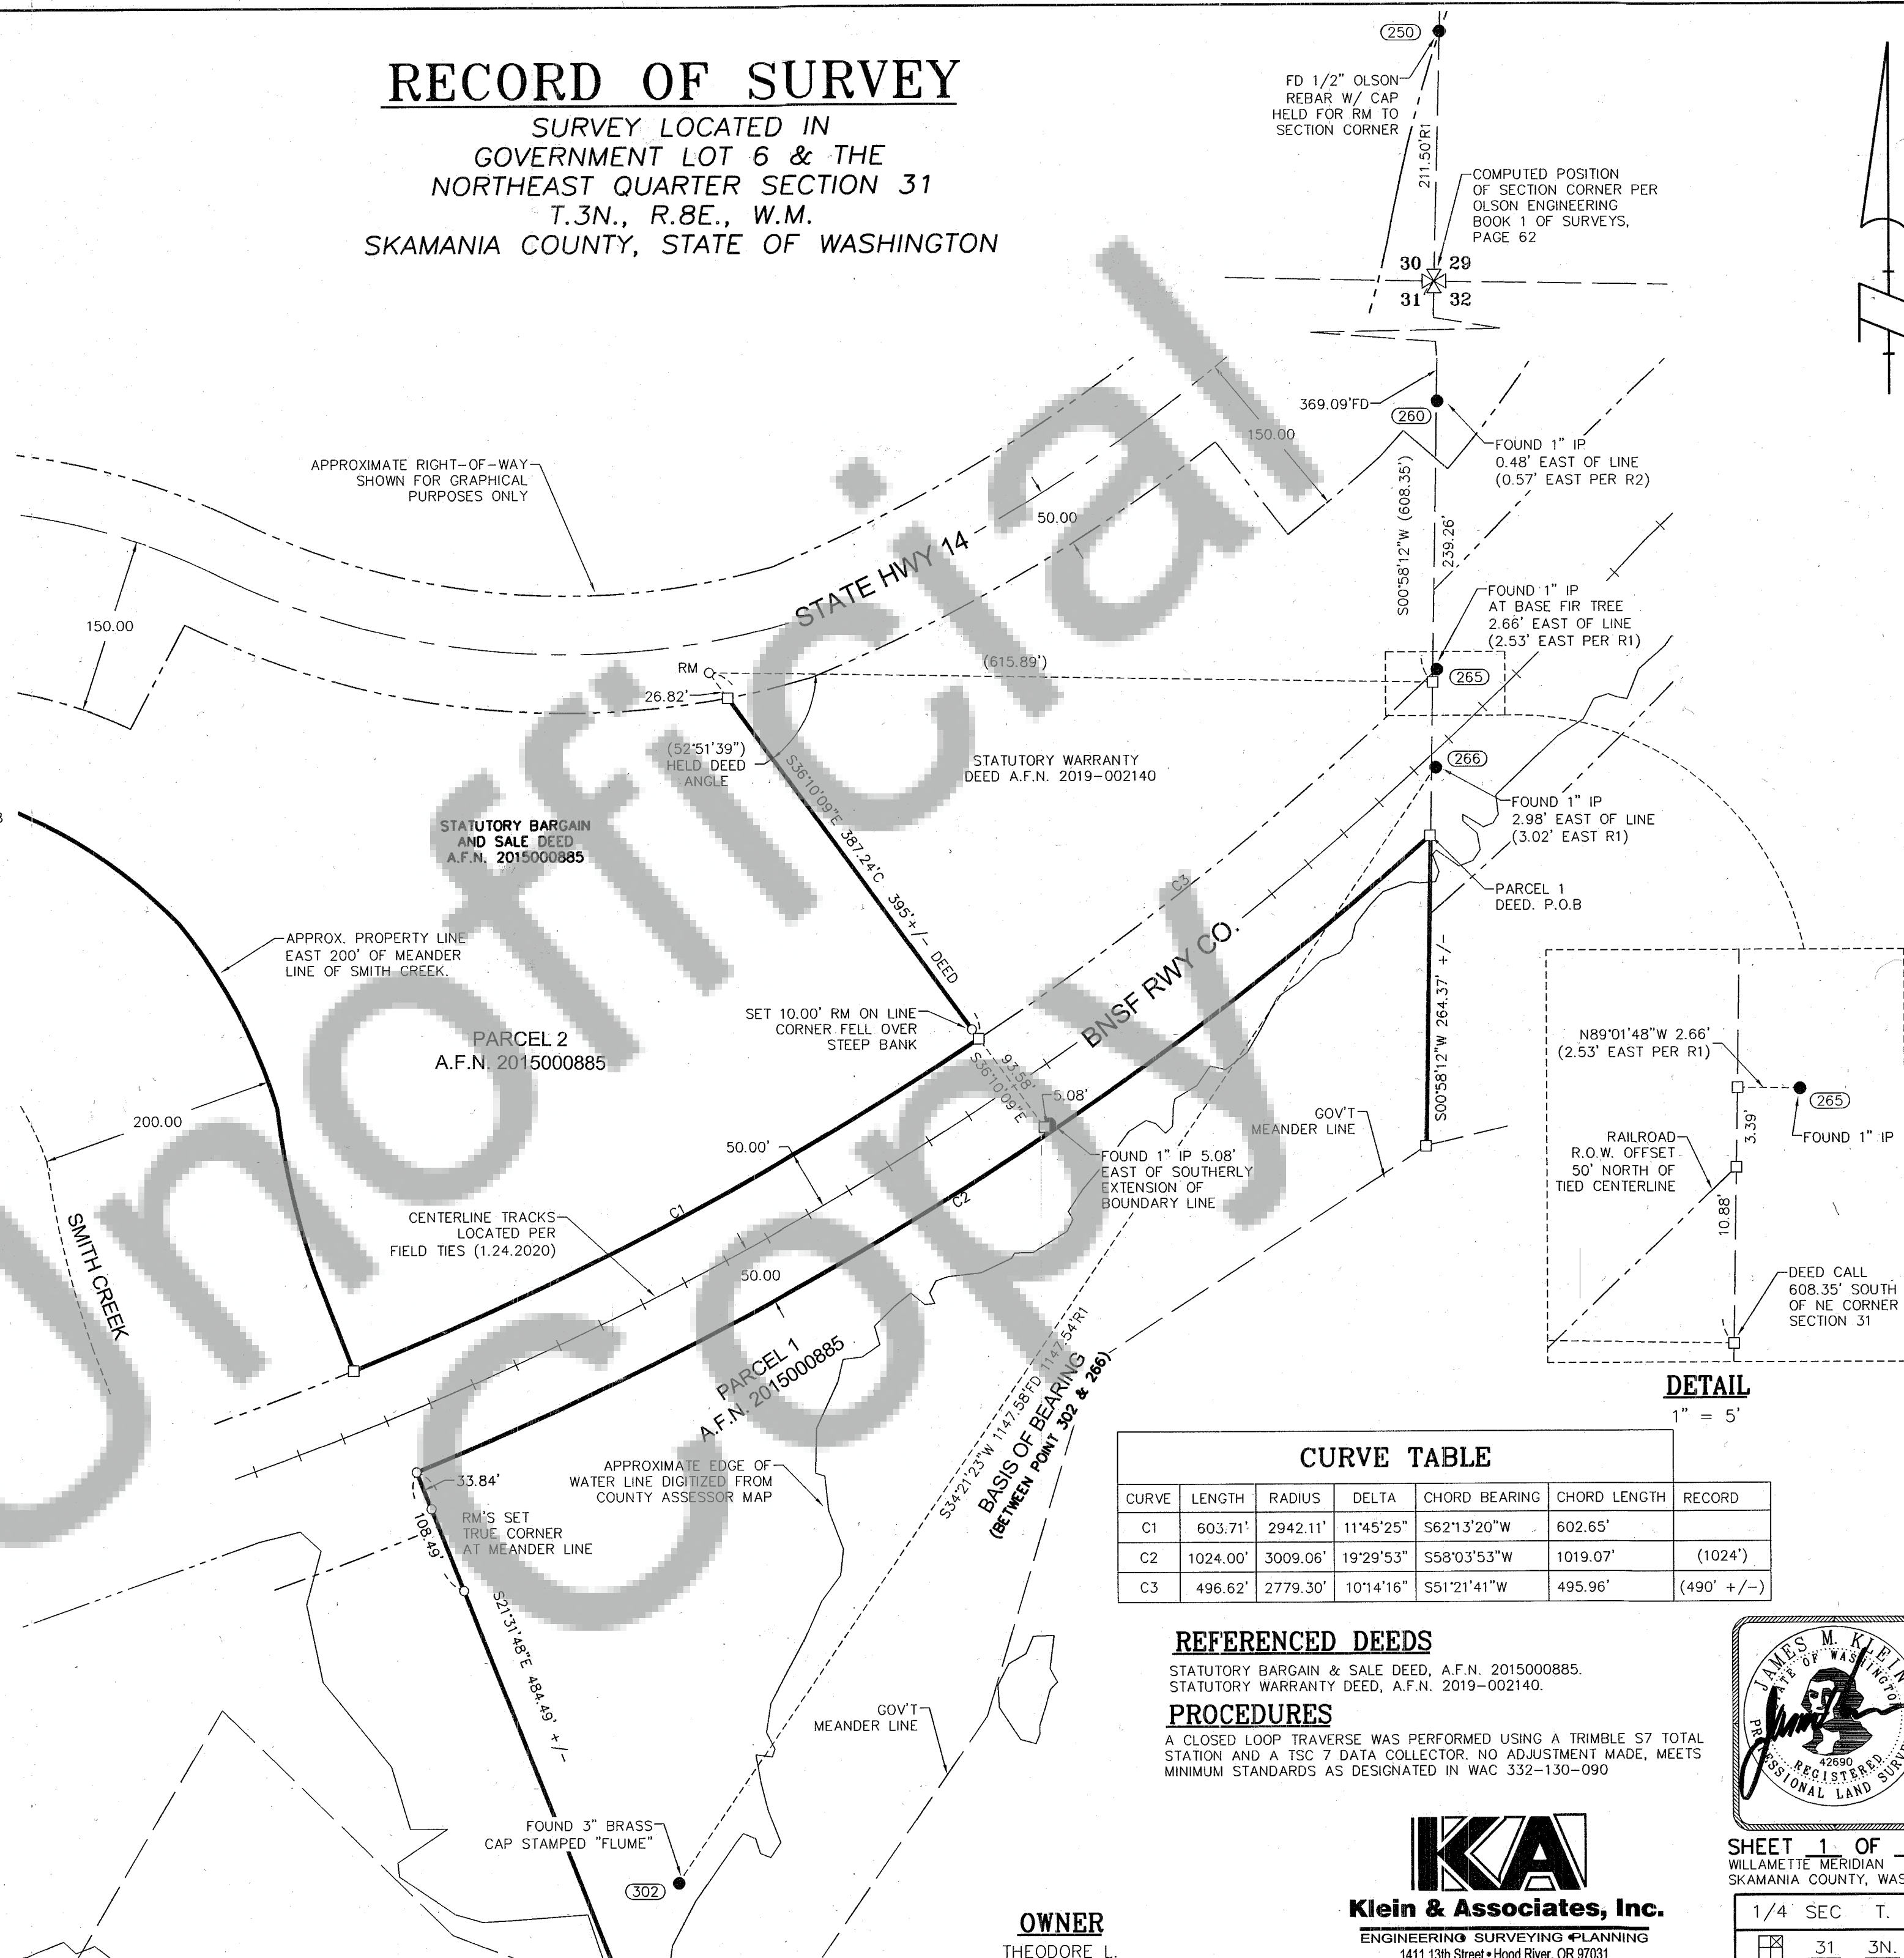 RECORD OF SURVEY
SURVEY LOCATED IN
GOVERNMENT LOT 6 & THE
NORTHEAST QUARTER SECTION 31
T.3N., R.8E., W.M.
SKAMANIA COUNTY, STATE OF WASHINGTON
250
FD 1/2" OLSON
REBAR W/ CAP
HELD FOR RM TO
SECTION CORNER
211.50'R1
COMPUTED POSITION
OF SECTION CORNER PER
OLSON ENGINEERING
BOOK 1 OF SURVEYS,
PAGE 62
30 29
31 32
369.09'FD
260
FOUND 1" IP
0.48' EAST OF LINE
(0.57' EAST PER R2)
S00°58'12"W (608.35')
239.26'
150.00
50.00
STATE HWY 14
APPROXIMATE RIGHT-OF-WAY
SHOWN FOR GRAPHICAL
PURPOSES ONLY
150.00
FOUND 1" IP
AT BASE FIR TREE
2.66' EAST OF LINE
(2.53' EAST PER R1)
265
RM
(615.89')
26.82'
(52°51'39")
HELD DEED
ANGLE
S36°10'09"E 387.24'C 395'+/- DEED
STATUTORY WARRANTY
DEED A.F.N. 2019-002140
266
FOUND 1" IP
2.98' EAST OF LINE
(3.02' EAST R1)
PARCEL 1
DEED. P.O.B
STATUTORY BARGAIN
AND SALE DEED
A.F.N. 2015000885
C3
APPROX. PROPERTY LINE
EAST 200' OF MEANDER
LINE OF SMITH CREEK.
BNSF RWY CO.
S00°58'12"W 264.37' +/-
SET 10.00' RM ON LINE
CORNER FELL OVER
STEEP BANK
PARCEL 2
A.F.N. 2015000885
93.58'
S36°10'09"E
5.08'
200.00
50.00'
GOV'T
MEANDER LINE
FOUND 1" IP 5.08'
EAST OF SOUTHERLY
EXTENSION OF
BOUNDARY LINE
C1
C2
SMITH CREEK
CENTERLINE TRACKS
LOCATED PER
FIELD TIES (1.24.2020)
50.00
N89°01'48"W 2.66'
(2.53' EAST PER R1)
265
FOUND 1" IP
3.39'
RAILROAD
R.O.W. OFFSET
50' NORTH OF
TIED CENTERLINE
10.88'
DEED CALL
608.35' SOUTH
OF NE CORNER
SECTION 31
DETAIL
1" = 5'
PARCEL 1
A.F.N. 2015000885
S34°21'23"W 1147.58'FD 1147.54'R1
BASIS OF BEARING
(BETWEEN POINT 302 & 266)
APPROXIMATE EDGE OF
WATER LINE DIGITIZED FROM
COUNTY ASSESSOR MAP
33.84'
RM'S SET
TRUE CORNER
AT MEANDER LINE
108.49'
S21°31'48"E 484.49' +/-
CURVE TABLE
CURVE LENGTH RADIUS DELTA CHORD BEARING CHORD LENGTH RECORD
C1 603.71' 2942.11' 11°45'25" S62°13'20"W 602.65'
C2 1024.00' 3009.06' 19°29'53" S58°03'53"W 1019.07' (1024')
C3 496.62' 2779.30' 10°14'16" S51°21'41"W 495.96' (490' +/-)
REFERENCED DEEDS
STATUTORY BARGAIN & SALE DEED, A.F.N. 2015000885.
STATUTORY WARRANTY DEED, A.F.N. 2019-002140.
PROCEDURES
A CLOSED LOOP TRAVERSE WAS PERFORMED USING A TRIMBLE S7 TOTAL
STATION AND A TSC 7 DATA COLLECTOR. NO ADJUSTMENT MADE, MEETS
MINIMUM STANDARDS AS DESIGNATED IN WAC 332-130-090
GOV'T
MEANDER LINE
FOUND 3" BRASS
CAP STAMPED "FLUME"
302
JAMES M. KLEIN
STATE OF WASHINGTON
42690
REGISTERED
KA
Klein & Associates, Inc.
ENGINEERING SURVEYING PLANNING
1411 13th Street • Hood River, OR 97031
OWNER
THEODORE L.
SHEET 1 OF
WILLAMETTE MERIDIAN
SKAMANIA COUNTY,
1/4 SEC T.
31 3N.
Unofficial
Copy